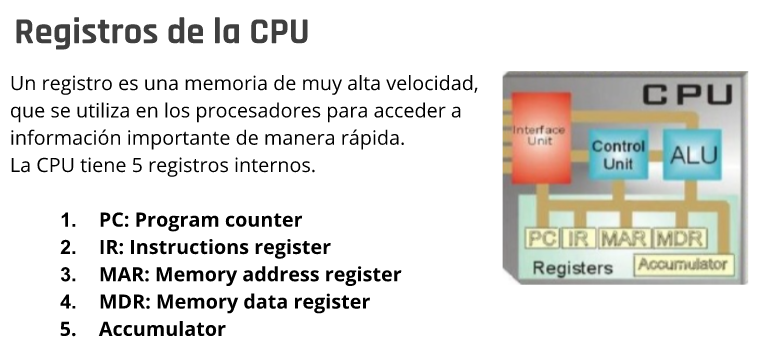 Registros de la CPU
Un registro es una memoria de muy alta velocidad,
que se utiliza en los procesadores para acceder a
información importante de manera rápida.
La CPU tiene 5 registros internos.
1. PC: Program counter
2. IR: Instructions register
3. MAR: Memory address register
4. MDR: Memory data register
5. Accumulator
CPU
Interface
Unit
Control
Unit
ALU
PC IR MAR MDR
Registers Accumulator